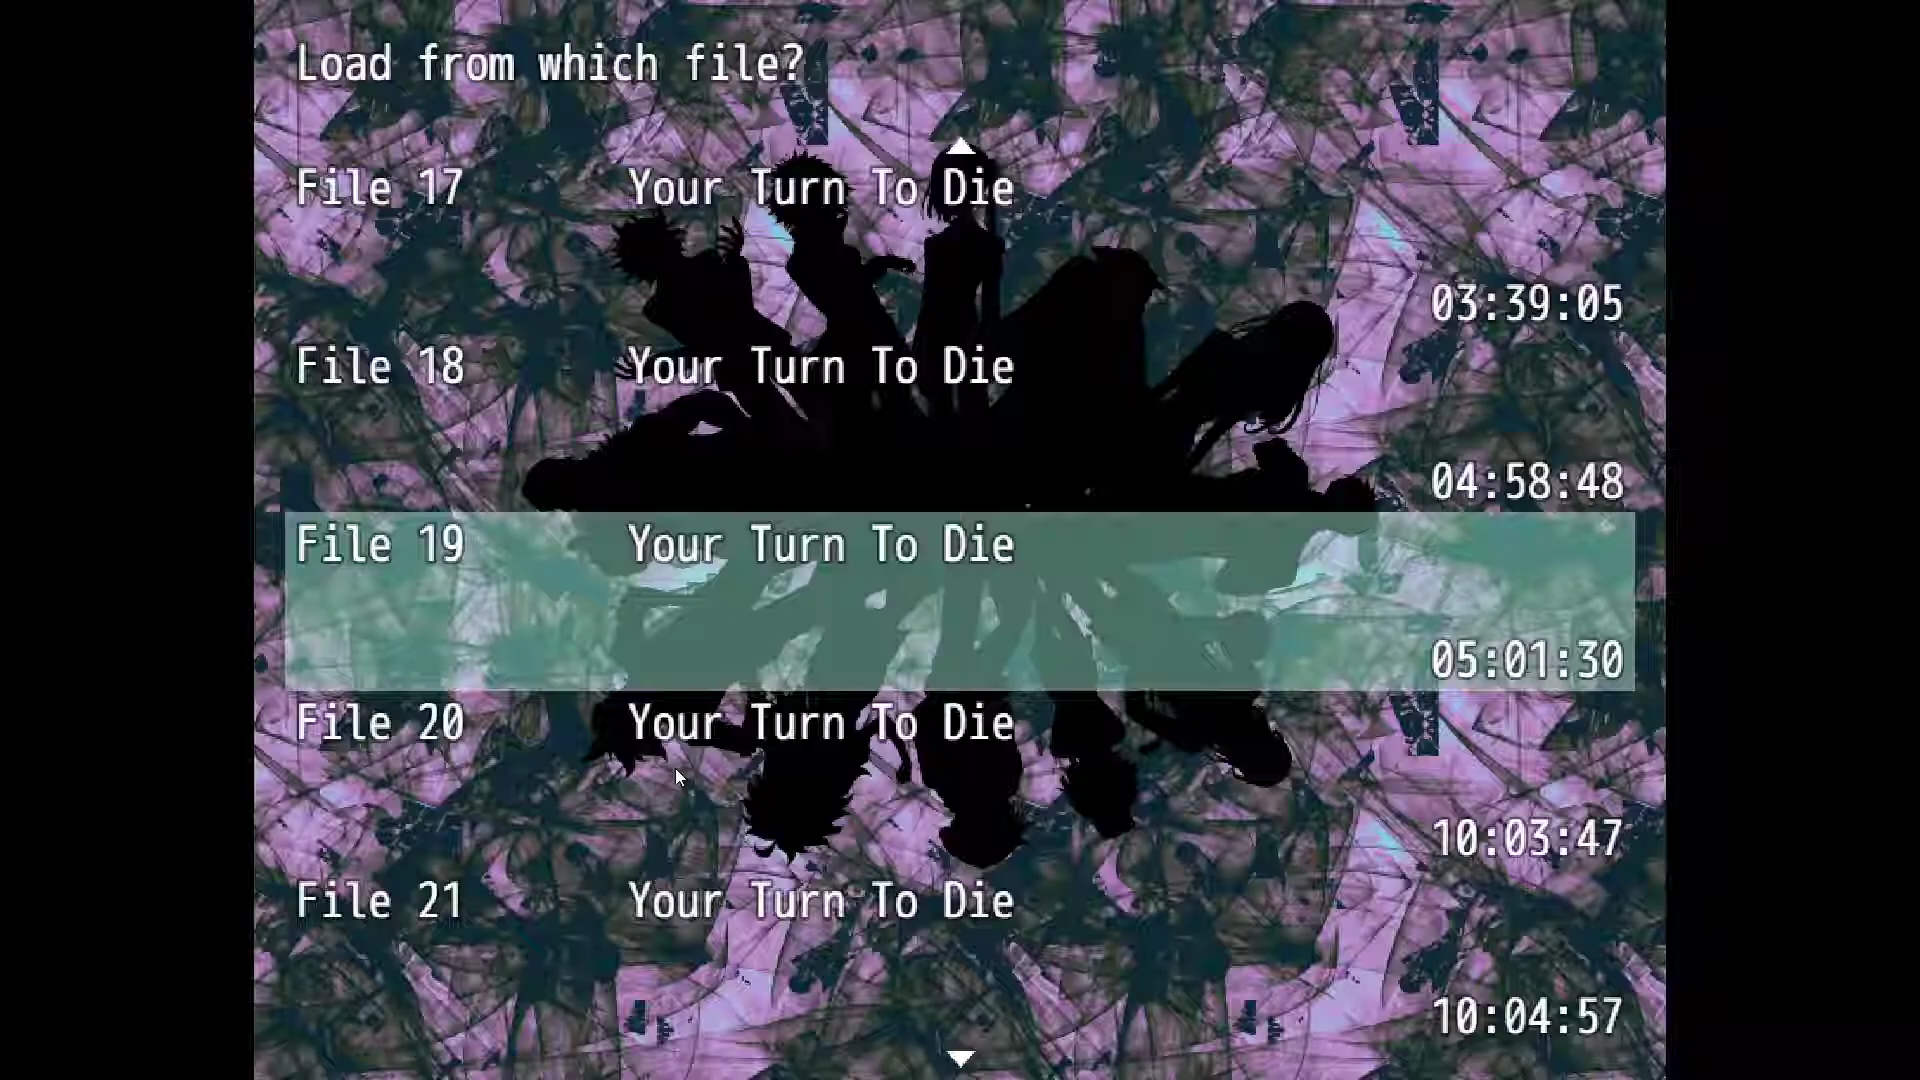 Load from which file?
File 17 Your Turn To Die
03:39:05
File 18 Your Turn To Die
04:58:48
File 19 Your Turn To Die
05:01:30
File 20 Your Turn To Die
10:03:47
File 21 Your Turn To Die
10:04:57